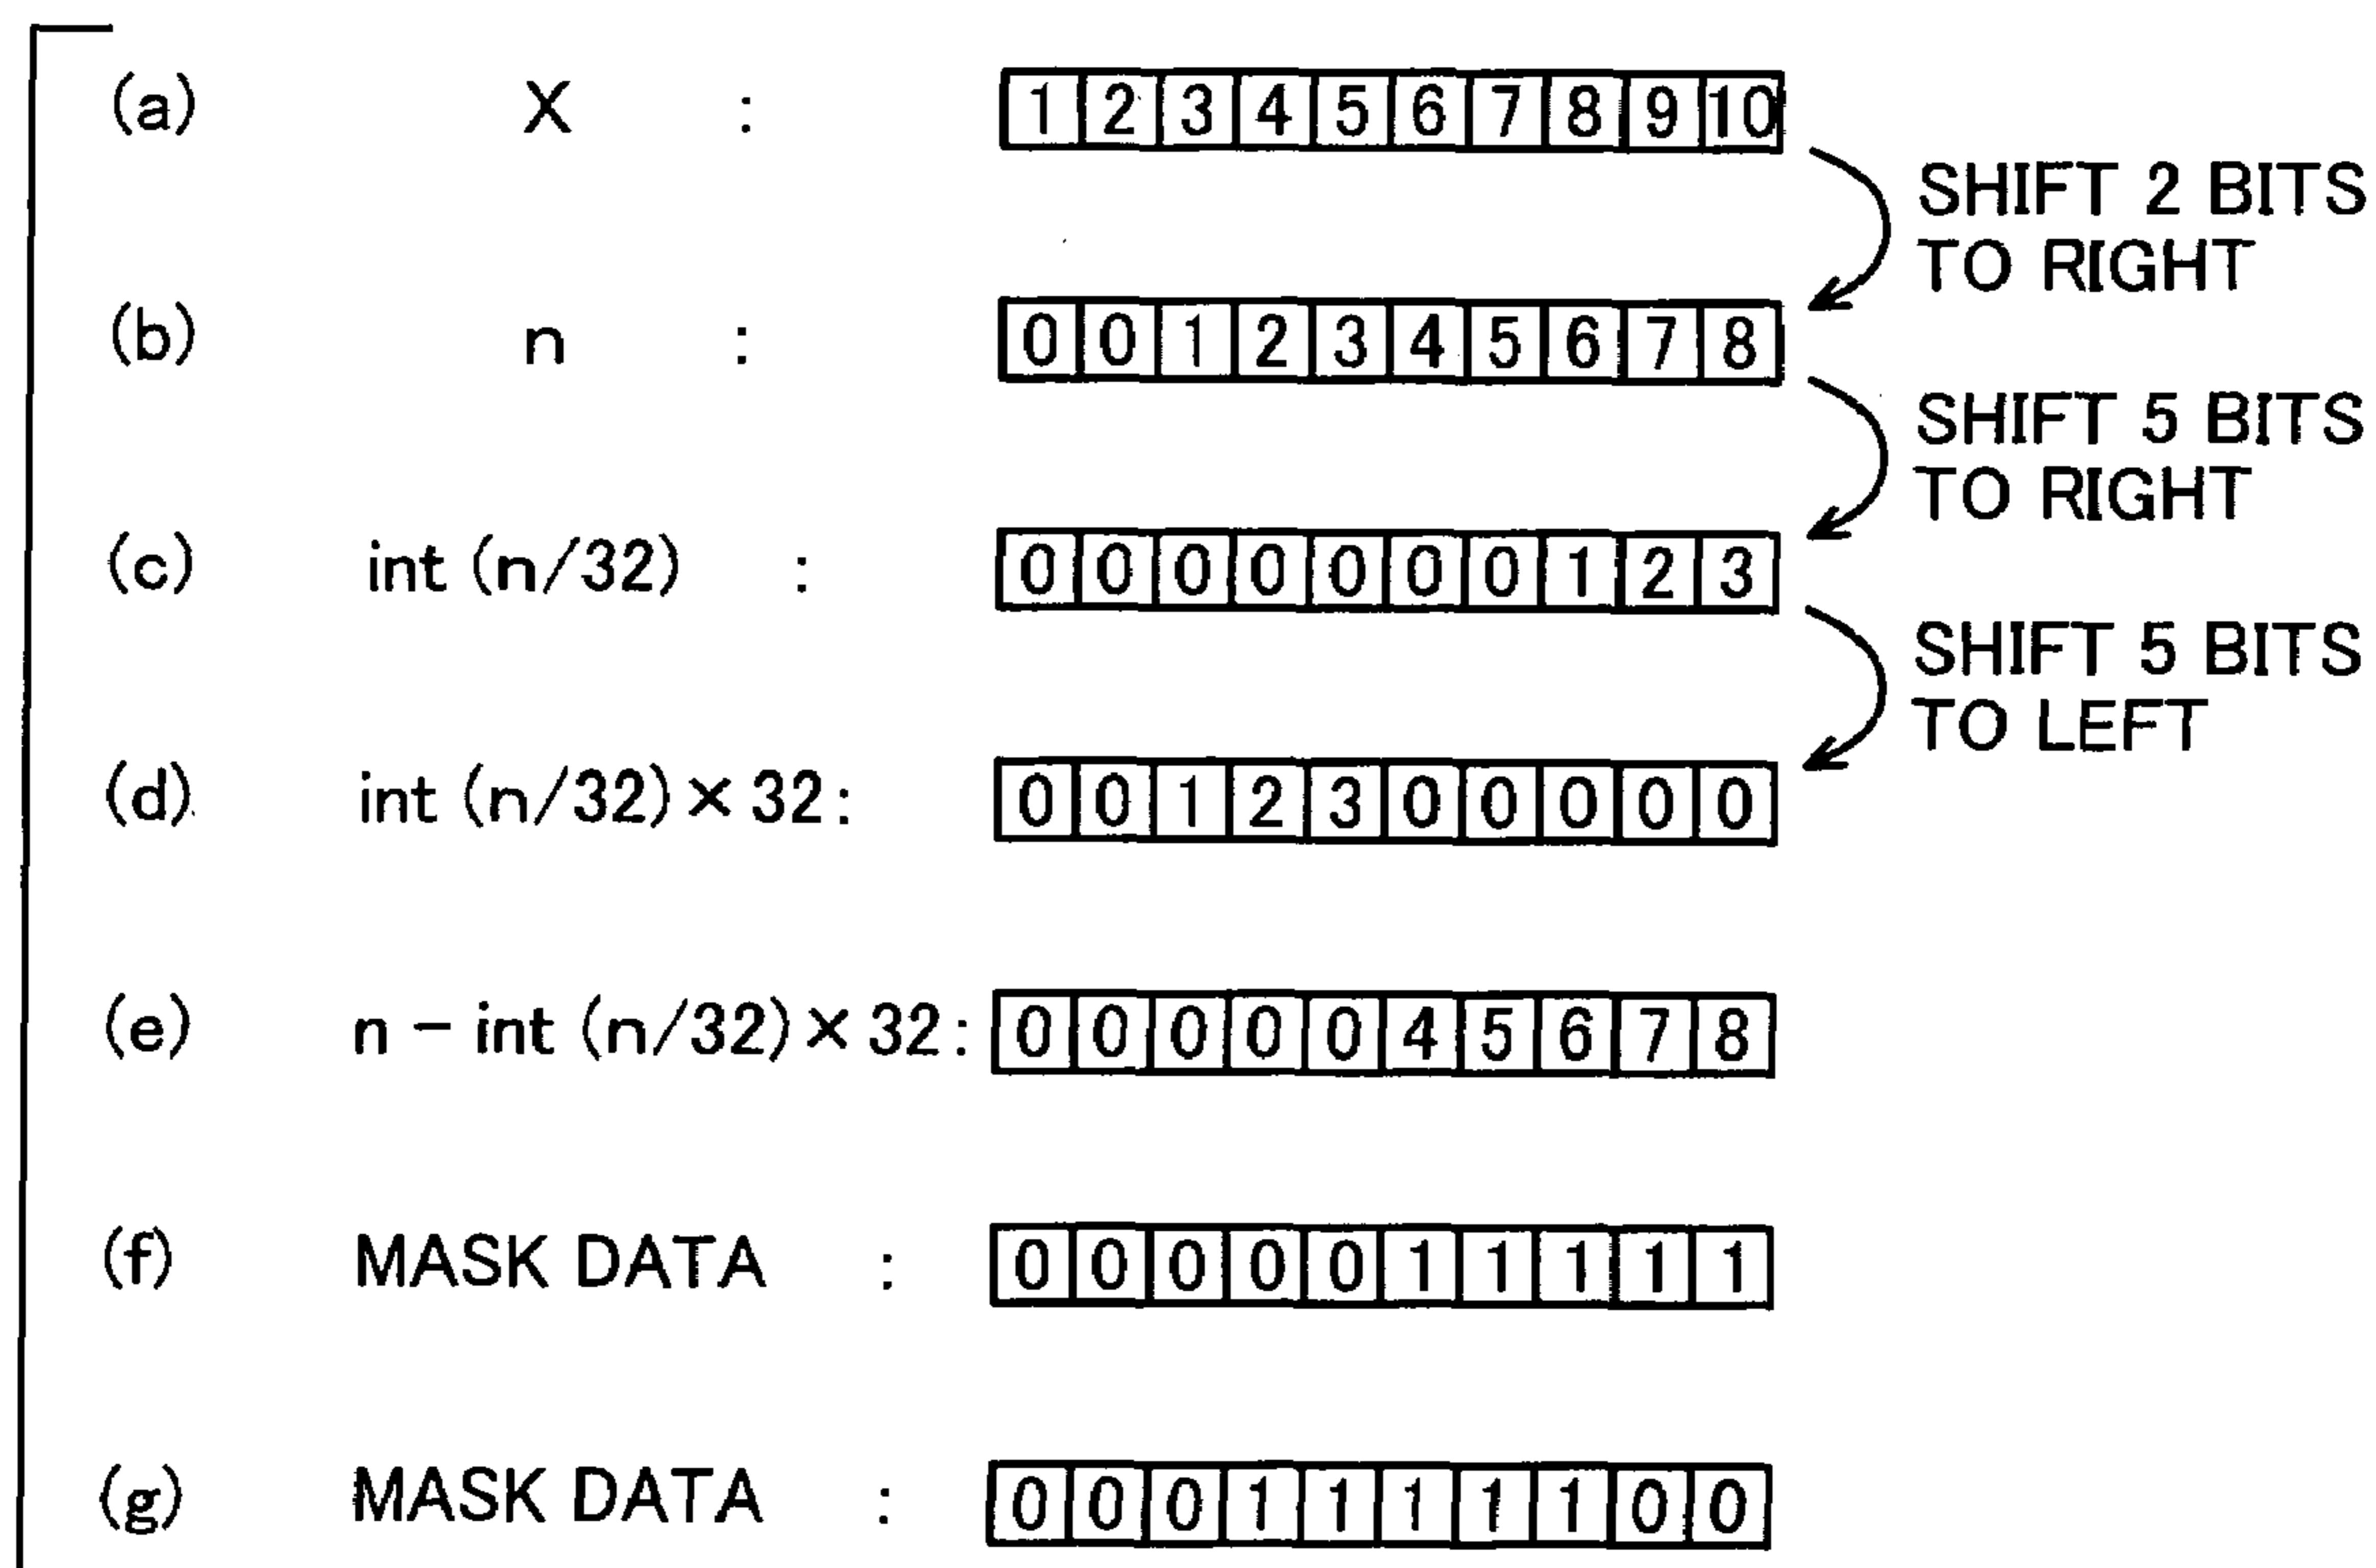 (a) X : 1 2 3 4 5 6 7 8 9 10
SHIFT 2 BITS
TO RIGHT
(b) n : 0 0 1 2 3 4 5 6 7 8
SHIFT 5 BITS
TO RIGHT
(c) int (n/32) : 0 0 0 0 0 0 0 1 2 3
SHIFT 5 BITS
TO LEFT
(d) int (n/32) × 32: 0 0 1 2 3 0 0 0 0 0
(e) n − int (n/32) × 32: 0 0 0 0 0 4 5 6 7 8
(f) MASK DATA : 0 0 0 0 0 1 1 1 1 1
(g) MASK DATA : 0 0 0 1 1 1 1 1 0 0